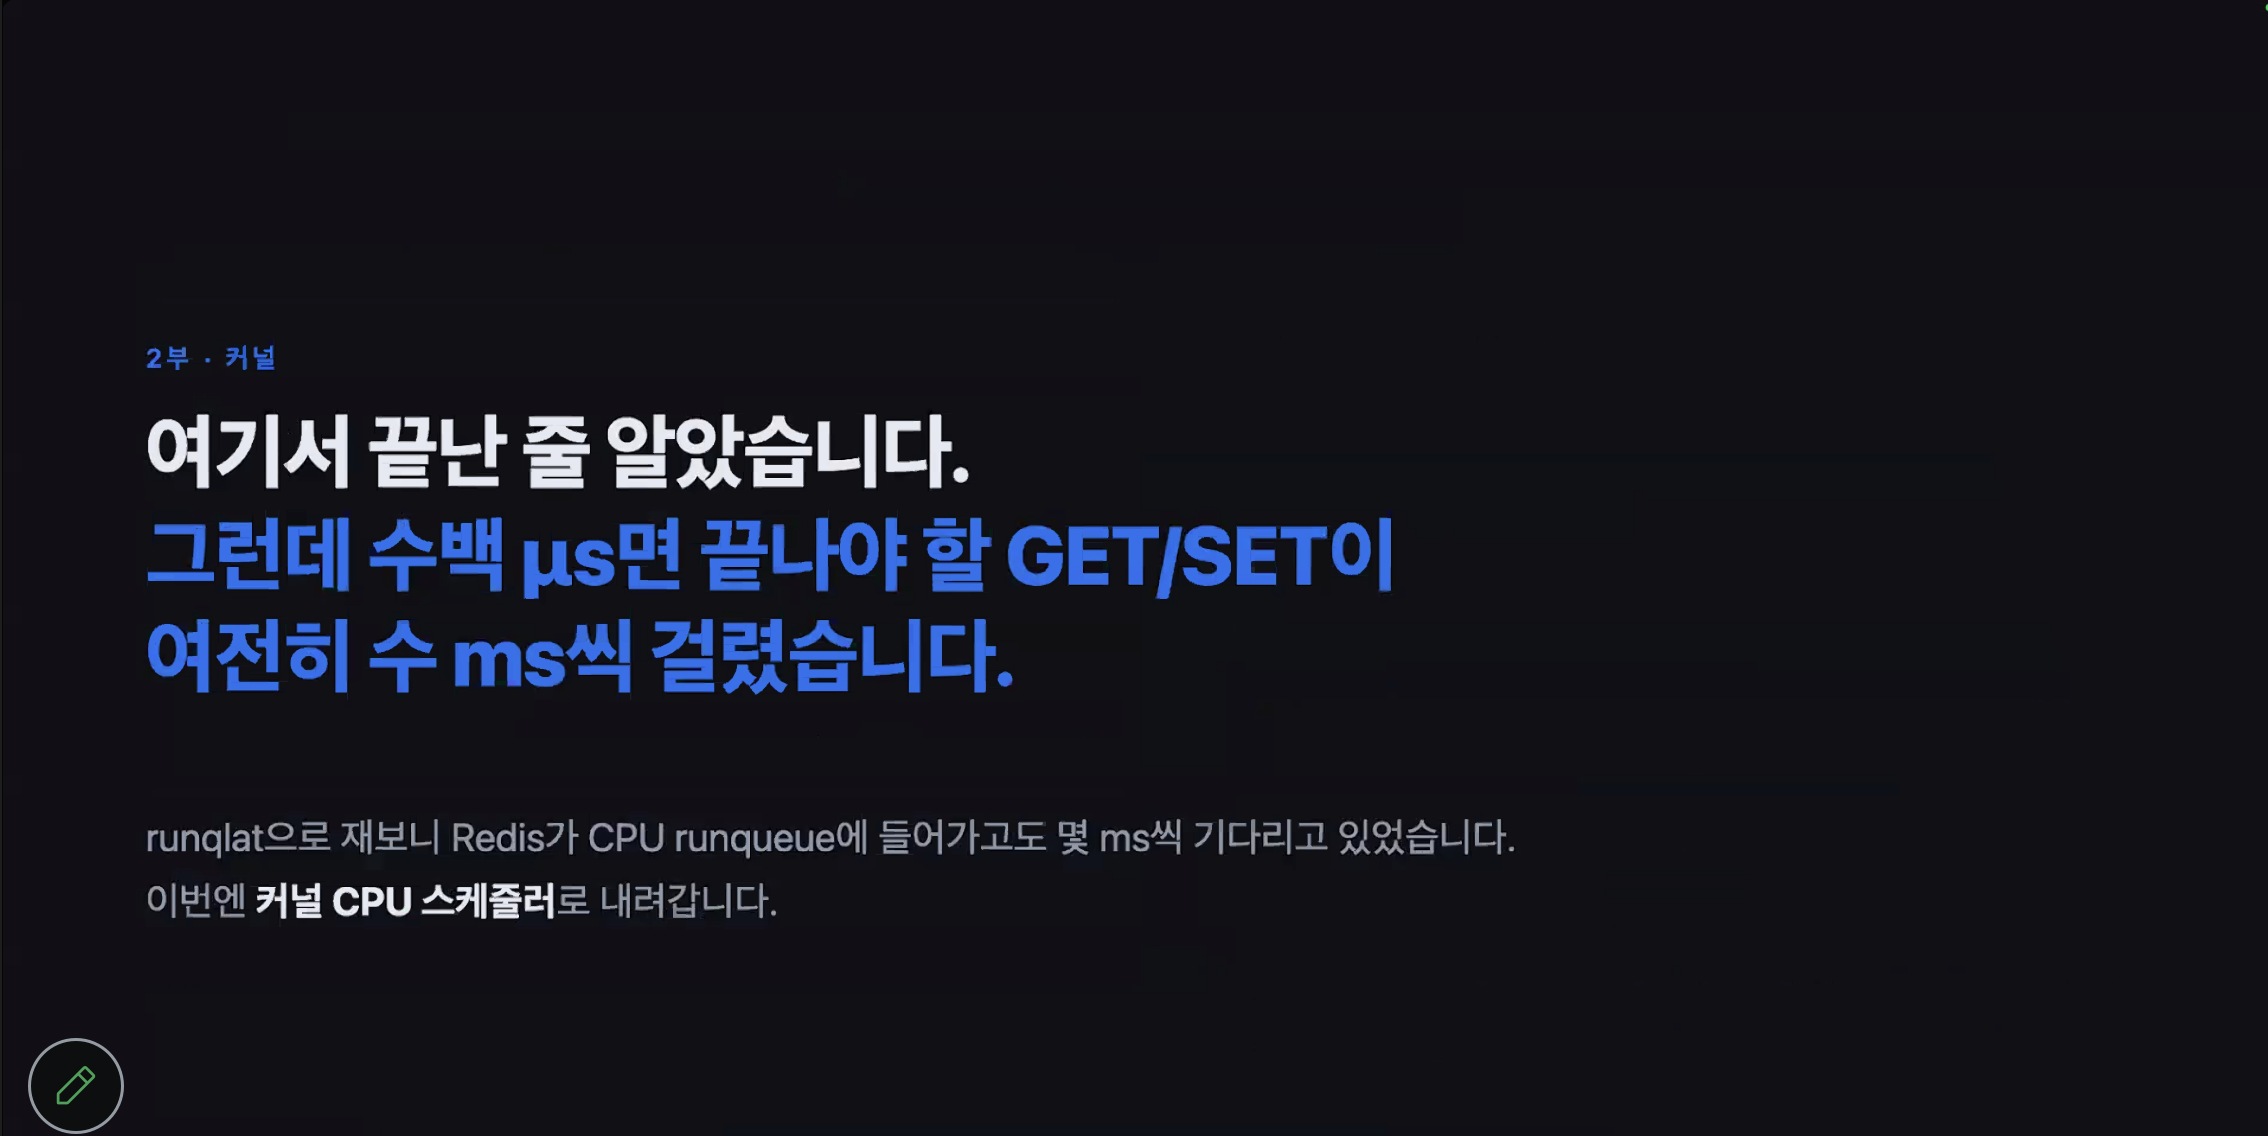 2부 · 커널
여기서 끝난 줄 알았습니다.
그런데 수백 µs면 끝나야 할 GET/SET이
여전히 수 ms씩 걸렸습니다.
runqlat으로 재보니 Redis가 CPU runqueue에 들어가고도 몇 ms씩 기다리고 있었습니다.
이번엔 커널 CPU 스케줄러로 내려갑니다.